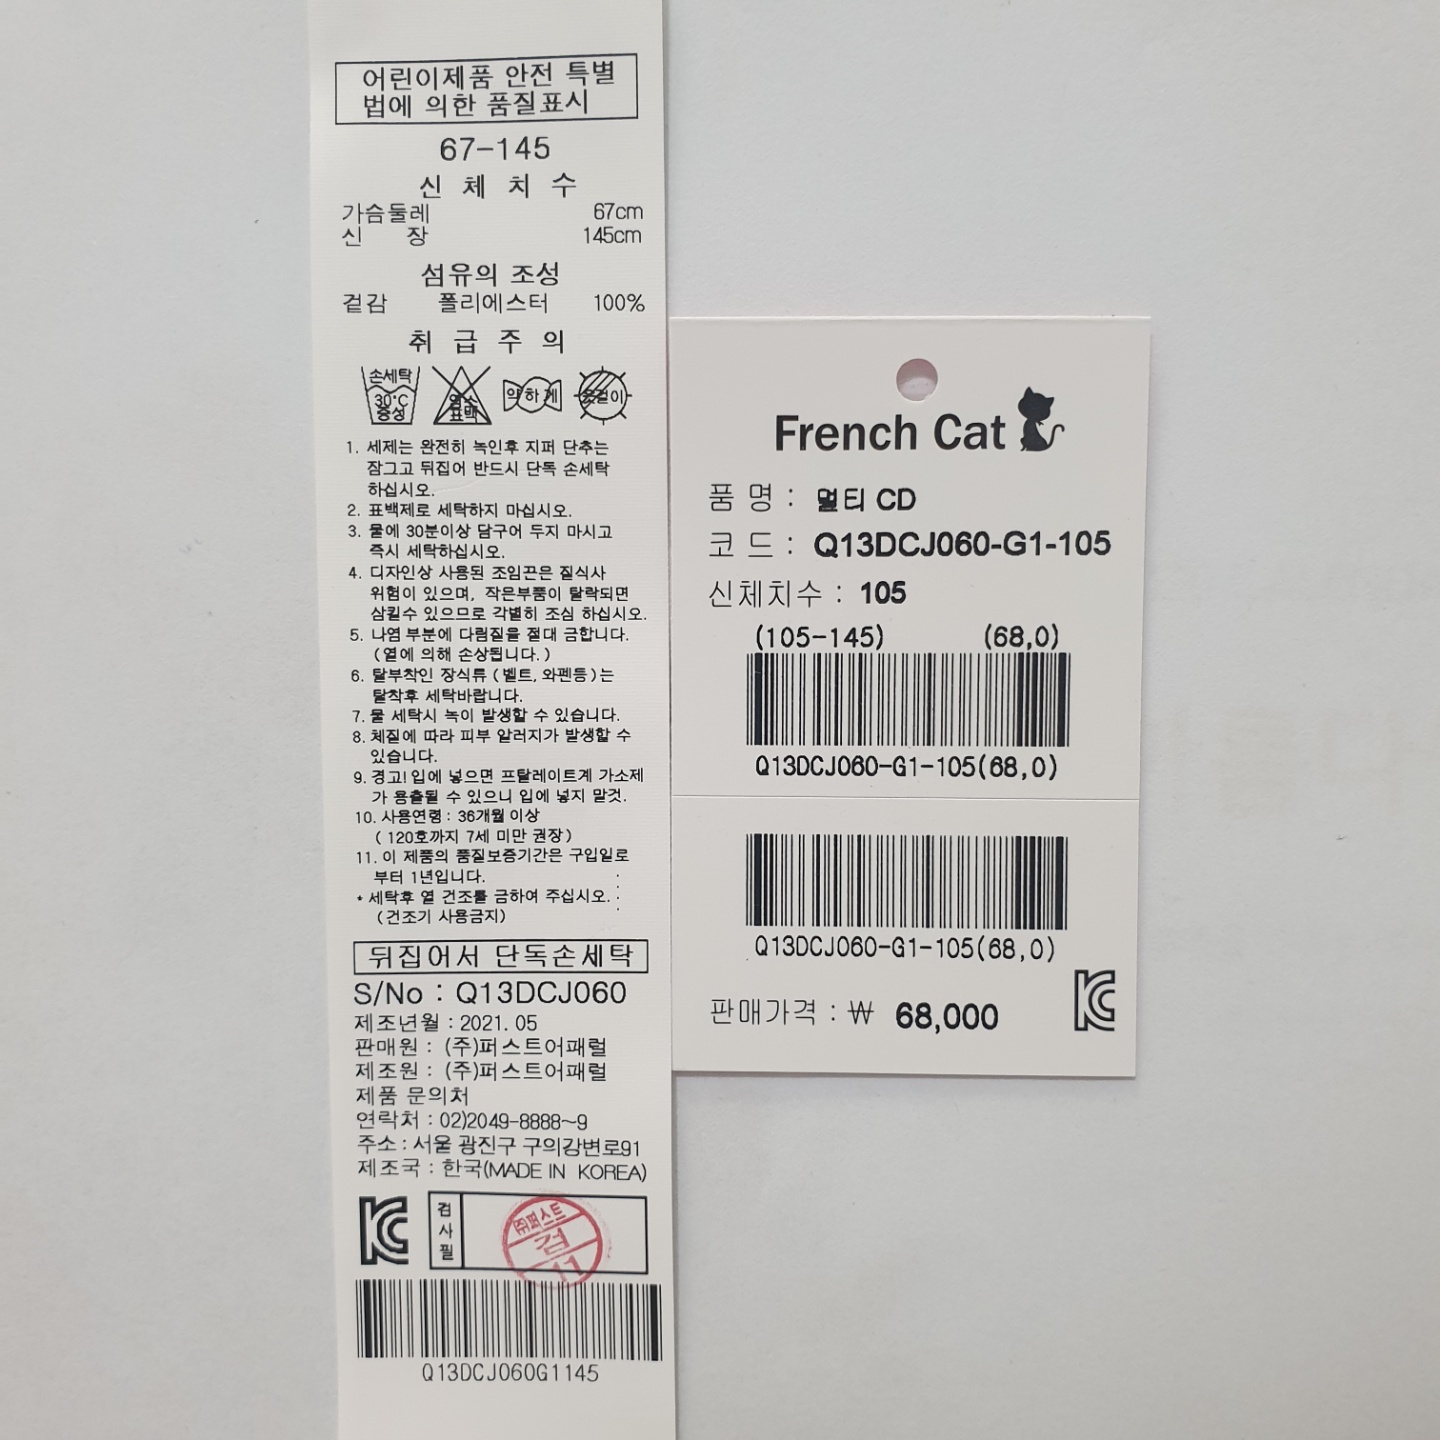 어린이제품 안전 특별
법에 의한 품질표시
67-145
신 체 치 수
가슴둘레 67cm
신 장 145cm
섬유의 조성
겉감 폴리에스터 100%
취 급 주 의
손세탁
30°C
중성
염소
표백
약하게
옷걸이
1. 세제는 완전히 녹인후 지퍼 단추는
잠그고 뒤집어 반드시 단독 손세탁
하십시오.
2. 표백제로 세탁하지 마십시오.
3. 물에 30분이상 담구어 두지 마시고
즉시 세탁하십시오.
4. 디자인상 사용된 조임끈은 질식사
위험이 있으며, 작은부품이 탈락되면
삼킬수 있으므로 각별히 조심 하십시오.
5. 나염 부분에 다림질을 절대 금합니다.
(열에 의해 손상됩니다.)
6. 탈부착인 장식류 (벨트, 와펜등)는
탈착후 세탁바랍니다.
7. 물 세탁시 녹이 발생할 수 있습니다.
8. 체질에 따라 피부 알러지가 발생할 수
있습니다.
9. 경고! 입에 넣으면 프탈레이트계 가소제
가 용출될 수 있으니 입에 넣지 말것.
10. 사용연령 : 36개월 이상
( 120호까지 7세 미만 권장)
11. 이 제품의 품질보증기간은 구입일로
부터 1년입니다.
* 세탁후 열 건조를 금하여 주십시오.
(건조기 사용금지)
뒤집어서 단독손세탁
S/No : Q13DCJ060
제조년월 : 2021. 05
판매원 : (주)퍼스트어패럴
제조원 : (주)퍼스트어패럴
제품 문의처
연락처 : 02)2049-8888~9
주소 : 서울 광진구 구의강변로91
제조국 : 한국(MADE IN KOREA)
KC
검사필
㈜퍼스트
검
11
Q13DCJ060G1145
French Cat
품 명 : 멀티 CD
코 드 : Q13DCJ060-G1-105
신체치수 : 105
(105-145) (68,0)
Q13DCJ060-G1-105(68,0)
Q13DCJ060-G1-105(68,0)
판매가격 : ₩ 68,000
KC